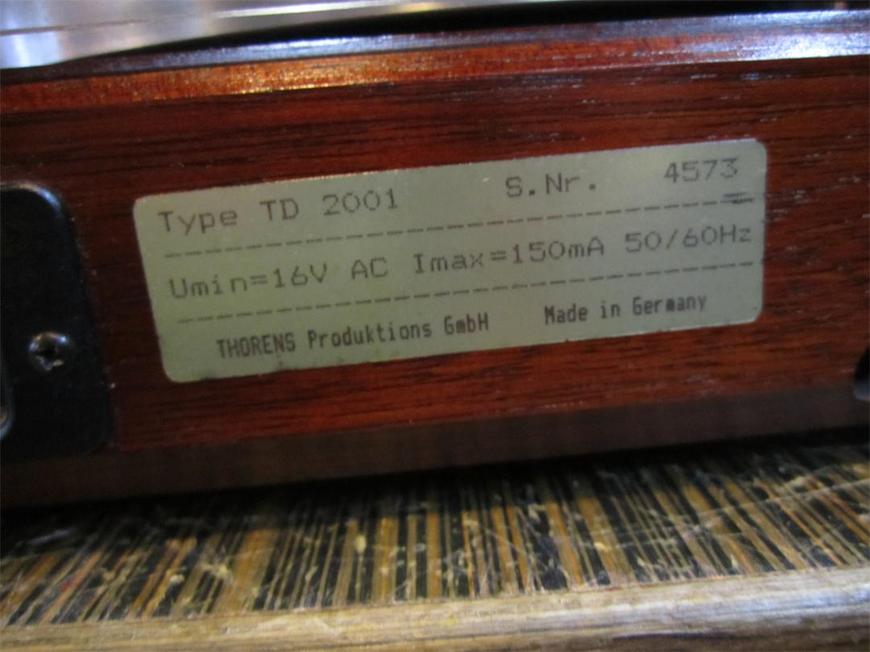 Type TD 2001 S.Nr. 4573
Umin=16V AC Imax=150mA 50/60Hz
THORENS Produktions GmbH Made in Germany